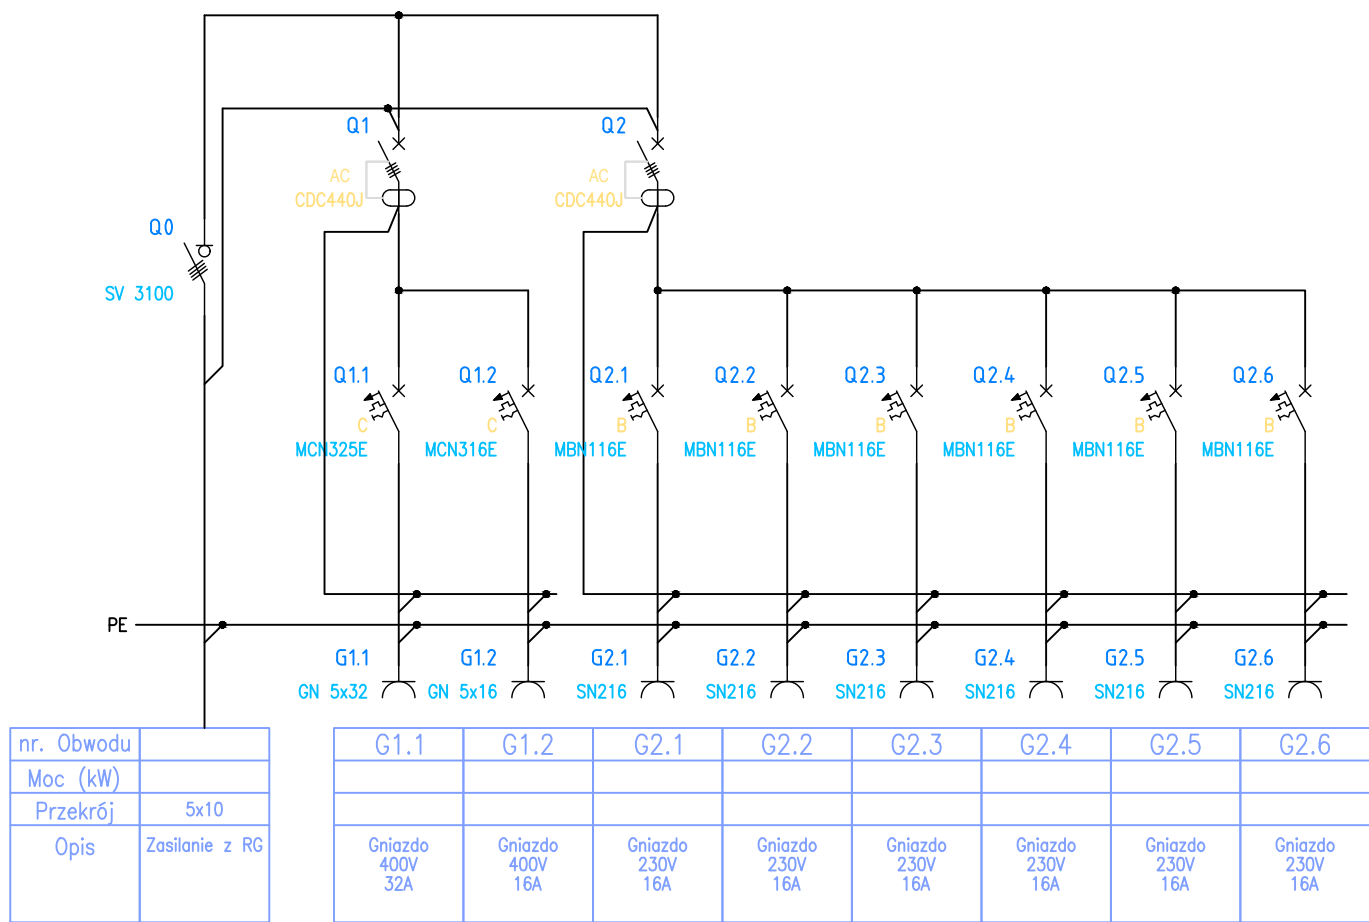 Q1
Q2
AC
CDC440J
AC
CDC440J
Q0
SV 3100
Q1.1
Q1.2
Q2.1
Q2.2
Q2.3
Q2.4
Q2.5
Q2.6
C
C
B
B
B
B
B
B
MCN325E
MCN316E
MBN116E
MBN116E
MBN116E
MBN116E
MBN116E
MBN116E
PE
G1.1
G1.2
G2.1
G2.2
G2.3
G2.4
G2.5
G2.6
GN 5x32
GN 5x16
SN216
SN216
SN216
SN216
SN216
SN216
nr. Obwodu
G1.1
G1.2
G2.1
G2.2
G2.3
G2.4
G2.5
G2.6
Moc (kW)
Przekrój
5x10
Opis
Zasilanie z RG
Gniazdo
400V
32A
Gniazdo
400V
16A
Gniazdo
230V
16A
Gniazdo
230V
16A
Gniazdo
230V
16A
Gniazdo
230V
16A
Gniazdo
230V
16A
Gniazdo
230V
16A